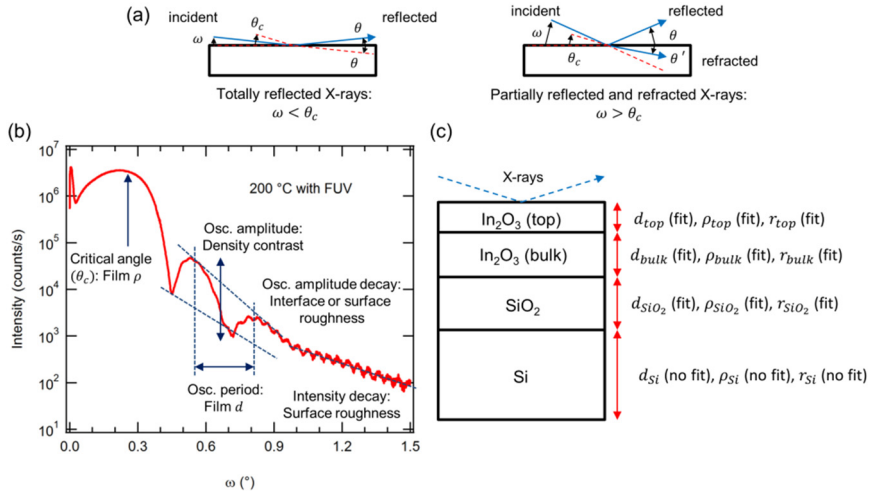 (a)
incident
reflected
ω
θc
θ
θ
Totally reflected X-rays:
ω < θc
incident
reflected
ω
θc
θ
θ′
refracted
Partially reflected and refracted X-rays:
ω > θc
(b)
10⁷
10⁶
10⁵
10⁴
10³
10²
10¹
Intensity (counts/s)
200 °C with FUV
Critical angle
(θc): Film ρ
Osc. amplitude:
Density contrast
Osc. amplitude decay:
Interface or surface
roughness
Osc. period:
Film d
Intensity decay:
Surface roughness
0.0
0.3
0.6
0.9
1.2
1.5
ω (°)
(c)
X-rays
In₂O₃ (top)
d_top (fit), ρ_top (fit), r_top (fit)
In₂O₃ (bulk)
d_bulk (fit), ρ_bulk (fit), r_bulk (fit)
SiO₂
d_SiO₂ (fit), ρ_SiO₂ (fit), r_SiO₂ (fit)
Si
d_Si (no fit), ρ_Si (no fit), r_Si (no fit)